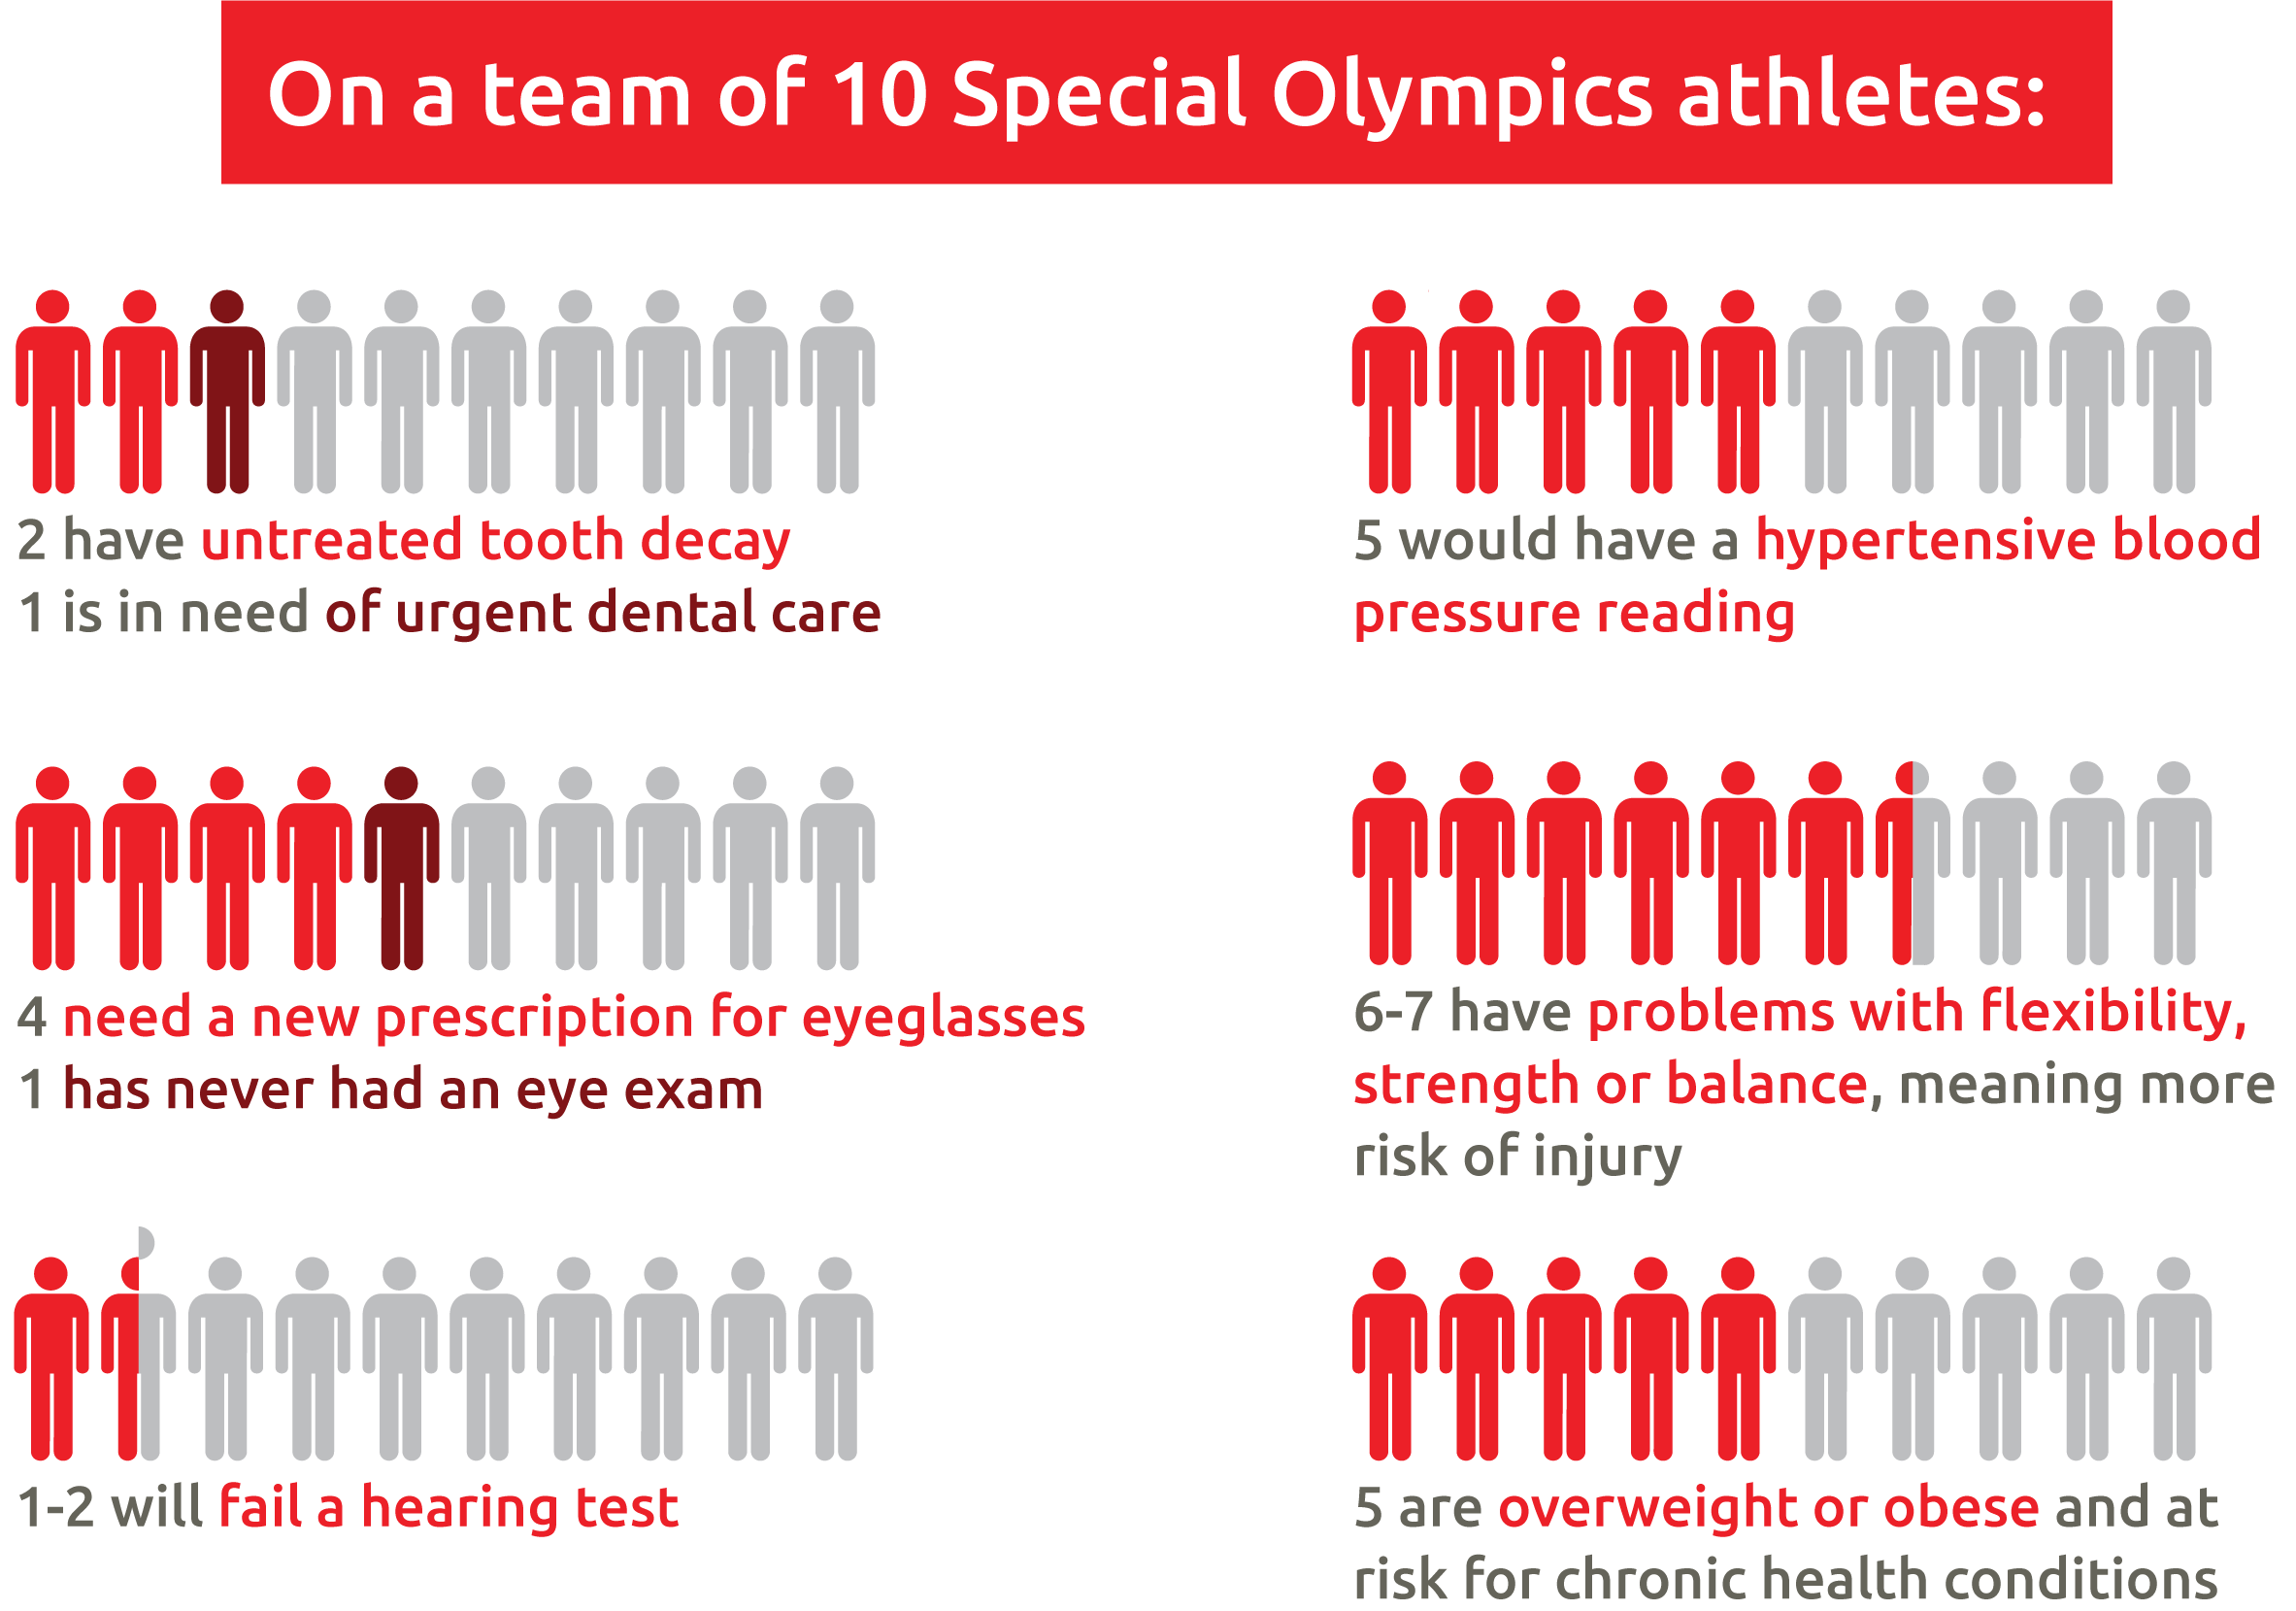 On a team of 10 Special Olympics athletes:
2 have untreated tooth decay
1 is in need of urgent dental care
5 would have a hypertensive blood
pressure reading
4 need a new prescription for eyeglasses
1 has never had an eye exam
6-7 have problems with flexibility,
strength or balance, meaning more
risk of injury
1-2 will fail a hearing test
5 are overweight or obese and at
risk for chronic health conditions